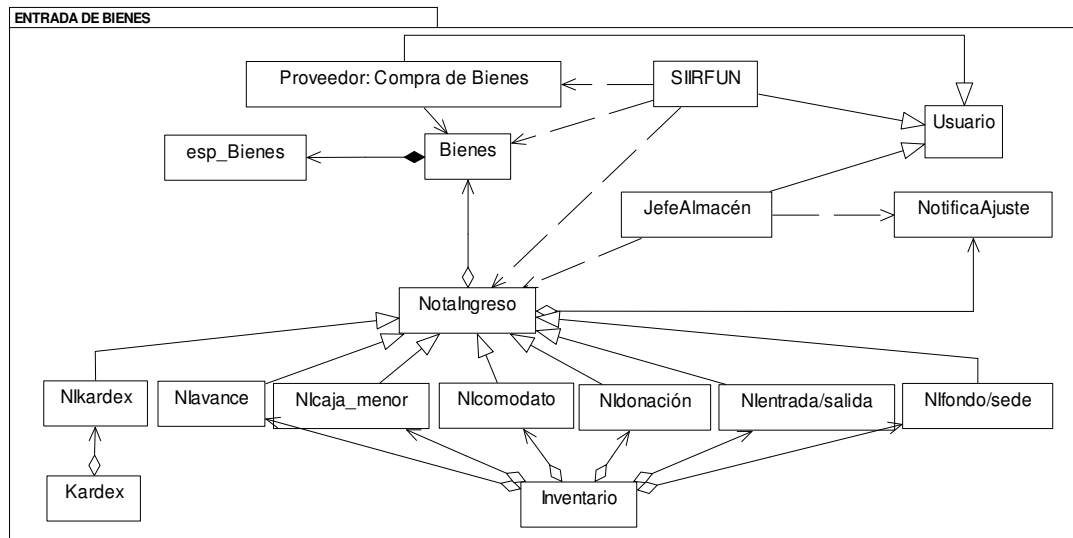 ENTRADA DE BIENES
Proveedor: Compra de Bienes
SIIRFUN
Usuario
esp_Bienes
Bienes
JefeAlmacén
NotificaAjuste
NotaIngreso
NIkardex
NIavance
NIcaja_menor
NIcomodato
NIdonación
NIentrada/salida
NIfondo/sede
Kardex
Inventario